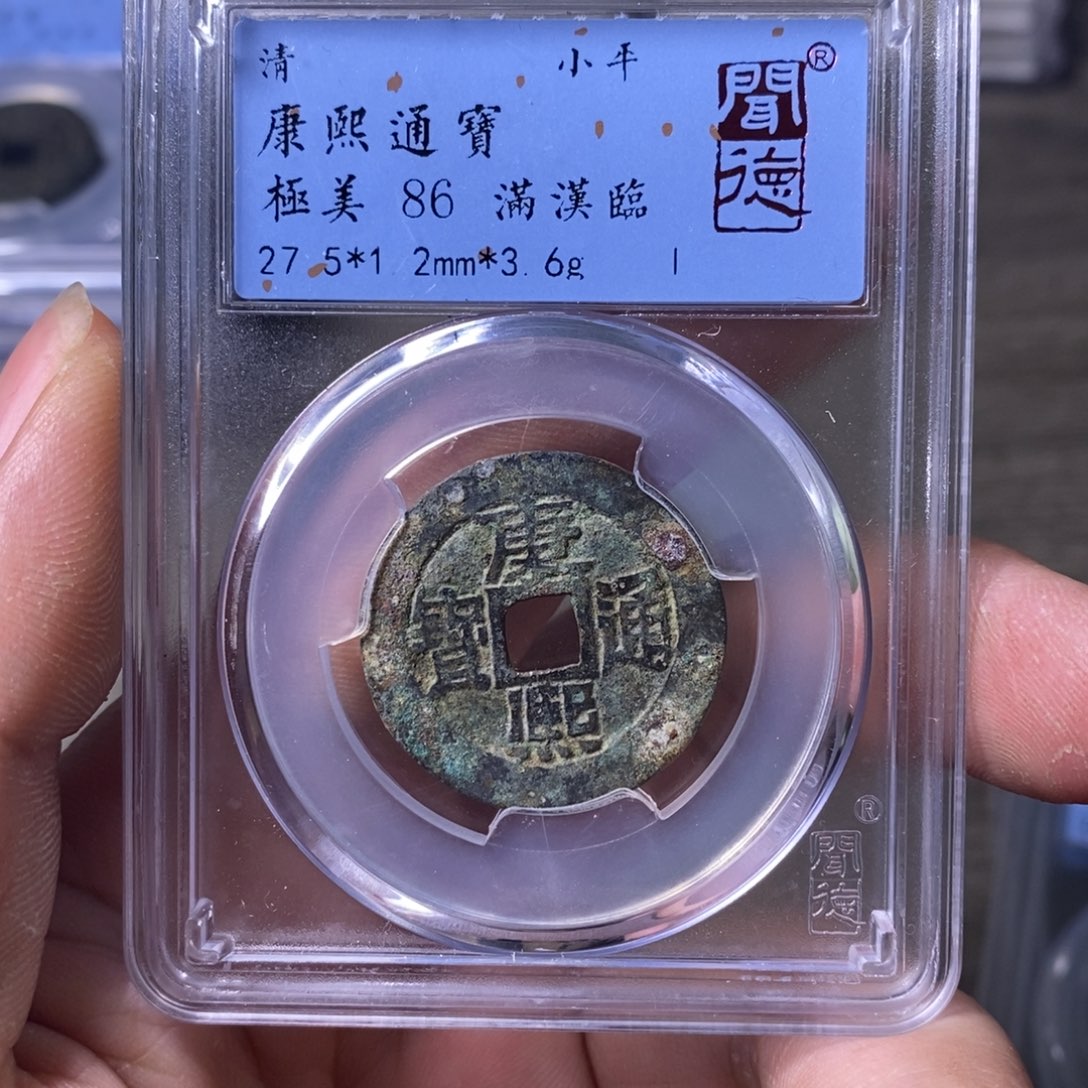 清 小平
康熙通寶
極美 86 滿漢臨
27.5*1.2mm*3.6g |
聞德®
康熙通寶
®
聞德